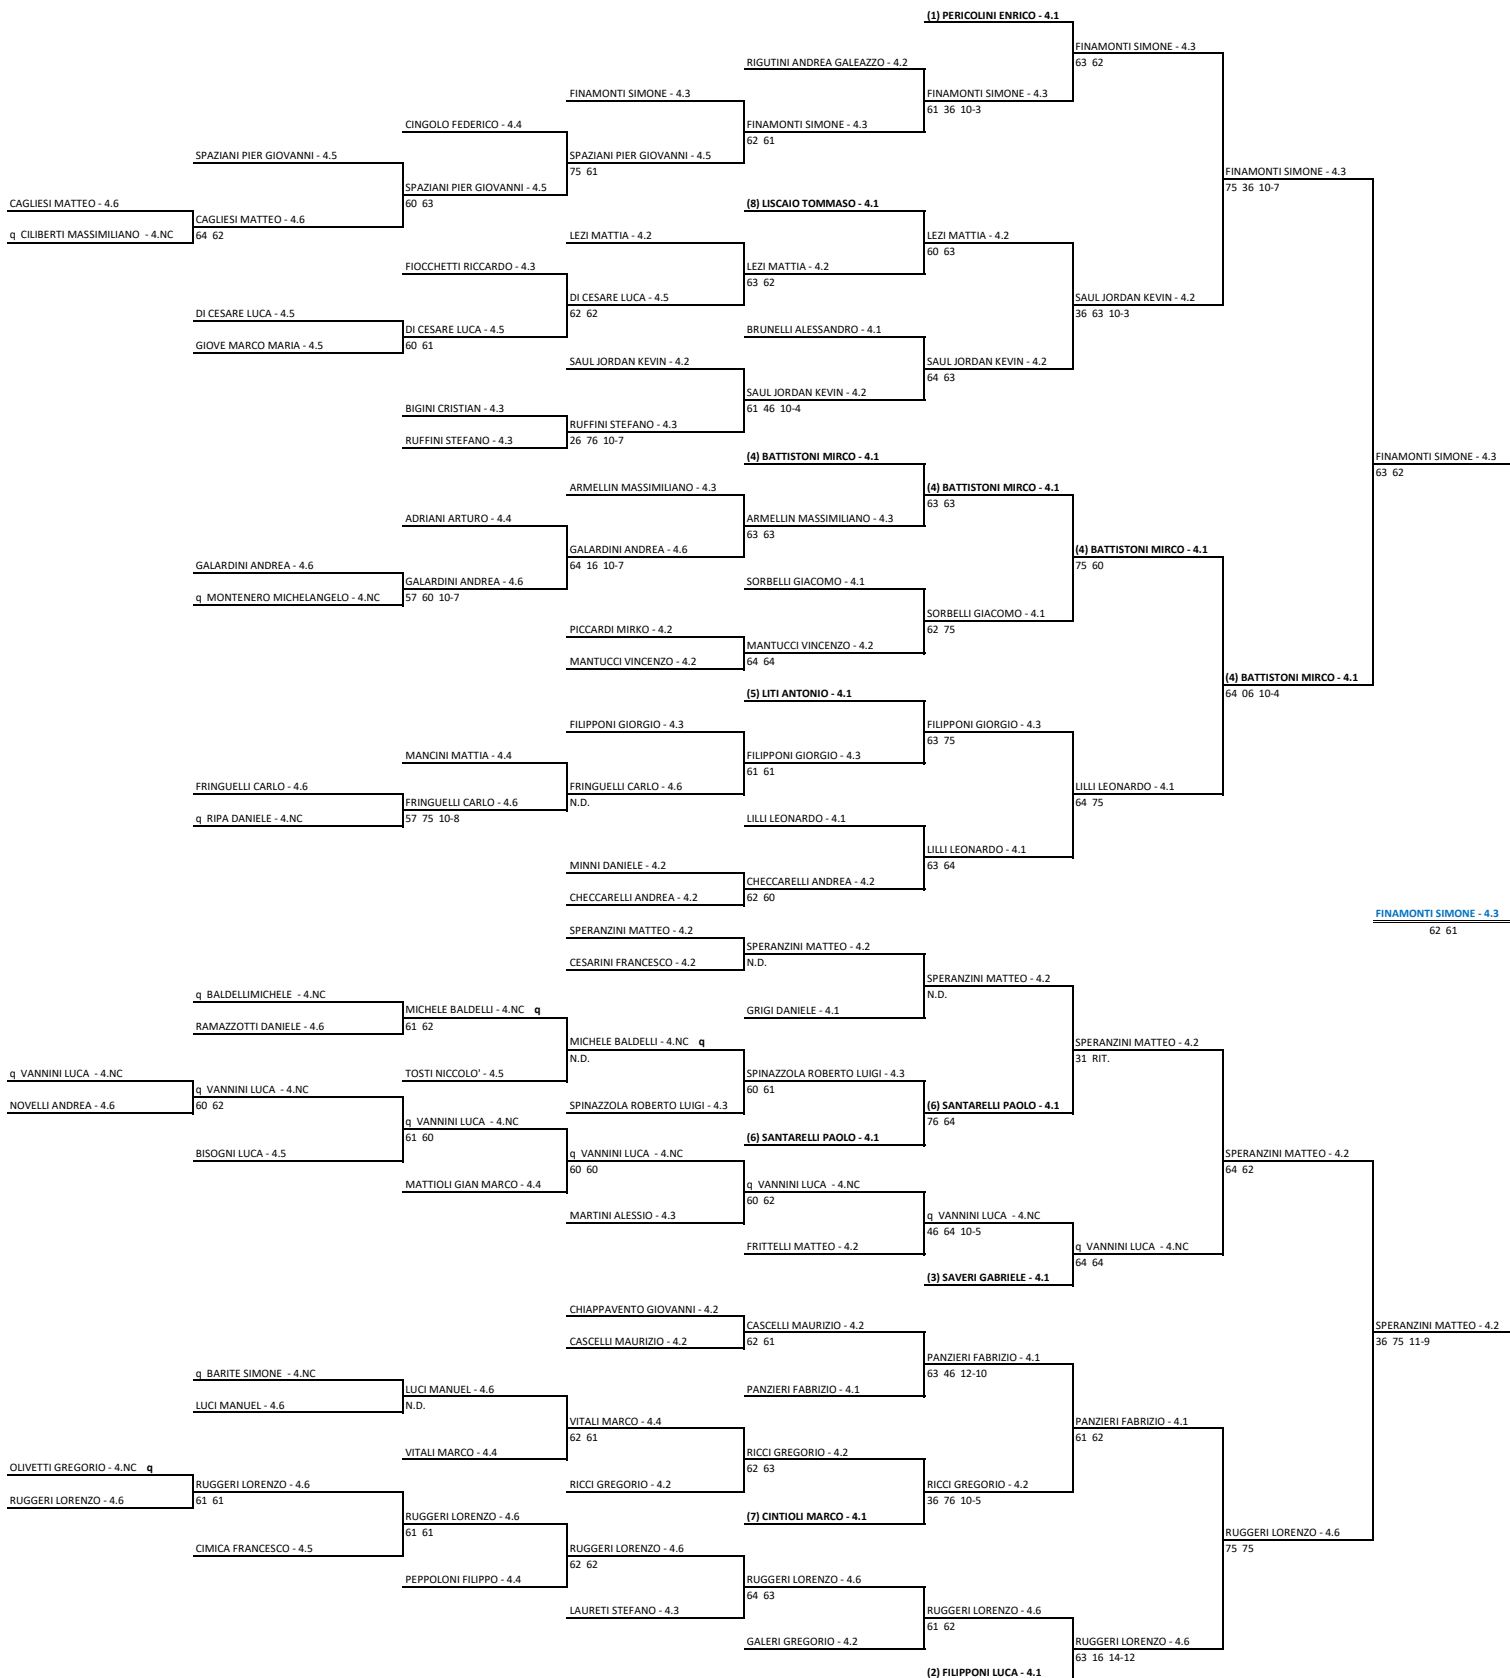 (1) PERICOLINI ENRICO - 4.1
FINAMONTI SIMONE - 4.3
63 62
RIGUTINI ANDREA GALEAZZO - 4.2
FINAMONTI SIMONE - 4.3
FINAMONTI SIMONE - 4.3
61 36 10-3
CINGOLO FEDERICO - 4.4
FINAMONTI SIMONE - 4.3
62 61
SPAZIANI PIER GIOVANNI - 4.5
SPAZIANI PIER GIOVANNI - 4.5
75 61
FINAMONTI SIMONE - 4.3
75 36 10-7
SPAZIANI PIER GIOVANNI - 4.5
60 63
CAGLIESI MATTEO - 4.6
(8) LISCAIO TOMMASO - 4.1
CAGLIESI MATTEO - 4.6
64 62
q CILIBERTI MASSIMILIANO - 4.NC
LEZI MATTIA - 4.2
LEZI MATTIA - 4.2
60 63
FIOCCHETTI RICCARDO - 4.3
LEZI MATTIA - 4.2
63 62
DI CESARE LUCA - 4.5
62 62
SAUL JORDAN KEVIN - 4.2
36 63 10-3
DI CESARE LUCA - 4.5
DI CESARE LUCA - 4.5
60 61
BRUNELLI ALESSANDRO - 4.1
GIOVE MARCO MARIA - 4.5
SAUL JORDAN KEVIN - 4.2
SAUL JORDAN KEVIN - 4.2
64 63
SAUL JORDAN KEVIN - 4.2
61 46 10-4
BIGINI CRISTIAN - 4.3
RUFFINI STEFANO - 4.3
26 76 10-7
RUFFINI STEFANO - 4.3
(4) BATTISTONI MIRCO - 4.1
FINAMONTI SIMONE - 4.3
63 62
ARMELLIN MASSIMILIANO - 4.3
(4) BATTISTONI MIRCO - 4.1
63 63
ADRIANI ARTURO - 4.4
ARMELLIN MASSIMILIANO - 4.3
63 63
GALARDINI ANDREA - 4.6
64 16 10-7
(4) BATTISTONI MIRCO - 4.1
75 60
GALARDINI ANDREA - 4.6
GALARDINI ANDREA - 4.6
57 60 10-7
SORBELLI GIACOMO - 4.1
q MONTENERO MICHELANGELO - 4.NC
SORBELLI GIACOMO - 4.1
62 75
PICCARDI MIRKO - 4.2
MANTUCCI VINCENZO - 4.2
64 64
MANTUCCI VINCENZO - 4.2
(4) BATTISTONI MIRCO - 4.1
64 06 10-4
(5) LITI ANTONIO - 4.1
FILIPPONI GIORGIO - 4.3
FILIPPONI GIORGIO - 4.3
63 75
MANCINI MATTIA - 4.4
FILIPPONI GIORGIO - 4.3
61 61
FRINGUELLI CARLO - 4.6
FRINGUELLI CARLO - 4.6
N.D.
LILLI LEONARDO - 4.1
64 75
FRINGUELLI CARLO - 4.6
57 75 10-8
q RIPA DANIELE - 4.NC
LILLI LEONARDO - 4.1
LILLI LEONARDO - 4.1
63 64
MINNI DANIELE - 4.2
CHECCARELLI ANDREA - 4.2
62 60
CHECCARELLI ANDREA - 4.2
FINAMONTI SIMONE - 4.3
62 61
SPERANZINI MATTEO - 4.2
SPERANZINI MATTEO - 4.2
N.D.
CESARINI FRANCESCO - 4.2
SPERANZINI MATTEO - 4.2
N.D.
q BALDELLIMICHELE - 4.NC
MICHELE BALDELLI - 4.NC q
61 62
GRIGI DANIELE - 4.1
RAMAZZOTTI DANIELE - 4.6
MICHELE BALDELLI - 4.NC q
N.D.
SPERANZINI MATTEO - 4.2
31 RIT.
q VANNINI LUCA - 4.NC
TOSTI NICCOLO' - 4.5
SPINAZZOLA ROBERTO LUIGI - 4.3
60 61
q VANNINI LUCA - 4.NC
60 62
NOVELLI ANDREA - 4.6
SPINAZZOLA ROBERTO LUIGI - 4.3
(6) SANTARELLI PAOLO - 4.1
76 64
q VANNINI LUCA - 4.NC
61 60
(6) SANTARELLI PAOLO - 4.1
BISOGNI LUCA - 4.5
q VANNINI LUCA - 4.NC
60 60
SPERANZINI MATTEO - 4.2
64 62
MATTIOLI GIAN MARCO - 4.4
q VANNINI LUCA - 4.NC
60 62
MARTINI ALESSIO - 4.3
q VANNINI LUCA - 4.NC
46 64 10-5
FRITTELLI MATTEO - 4.2
q VANNINI LUCA - 4.NC
64 64
(3) SAVERI GABRIELE - 4.1
CHIAPPAVENTO GIOVANNI - 4.2
CASCELLI MAURIZIO - 4.2
62 61
SPERANZINI MATTEO - 4.2
36 75 11-9
CASCELLI MAURIZIO - 4.2
PANZIERI FABRIZIO - 4.1
63 46 12-10
q BARITE SIMONE - 4.NC
LUCI MANUEL - 4.6
N.D.
PANZIERI FABRIZIO - 4.1
LUCI MANUEL - 4.6
VITALI MARCO - 4.4
62 61
PANZIERI FABRIZIO - 4.1
61 62
VITALI MARCO - 4.4
RICCI GREGORIO - 4.2
62 63
OLIVETTI GREGORIO - 4.NC q
RUGGERI LORENZO - 4.6
61 61
RICCI GREGORIO - 4.2
RICCI GREGORIO - 4.2
36 76 10-5
RUGGERI LORENZO - 4.6
RUGGERI LORENZO - 4.6
61 61
(7) CINTIOLI MARCO - 4.1
RUGGERI LORENZO - 4.6
75 75
CIMICA FRANCESCO - 4.5
RUGGERI LORENZO - 4.6
62 62
PEPPOLONI FILIPPO - 4.4
RUGGERI LORENZO - 4.6
64 63
LAURETI STEFANO - 4.3
RUGGERI LORENZO - 4.6
61 62
GALERI GREGORIO - 4.2
RUGGERI LORENZO - 4.6
63 16 14-12
(2) FILIPPONI LUCA - 4.1